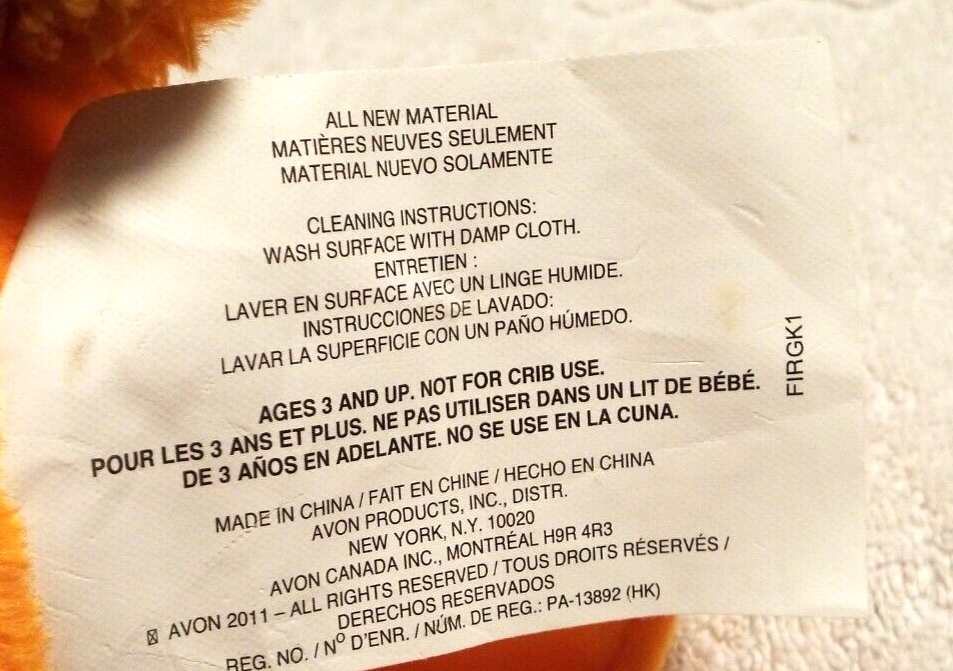 ALL NEW MATERIAL
MATIÈRES NEUVES SEULEMENT
MATERIAL NUEVO SOLAMENTE
CLEANING INSTRUCTIONS:
WASH SURFACE WITH DAMP CLOTH.
ENTRETIEN :
LAVER EN SURFACE AVEC UN LINGE HUMIDE.
INSTRUCCIONES DE LAVADO:
LAVAR LA SUPERFICIE CON UN PAÑO HÚMEDO.
AGES 3 AND UP. NOT FOR CRIB USE.
POUR LES 3 ANS ET PLUS. NE PAS UTILISER DANS UN LIT DE BÉBÉ.
DE 3 AÑOS EN ADELANTE. NO SE USE EN LA CUNA.
MADE IN CHINA / FAIT EN CHINE / HECHO EN CHINA
AVON PRODUCTS, INC., DISTR.
NEW YORK, N.Y. 10020
AVON CANADA INC., MONTRÉAL H9R 4R3
AVON 2011 – ALL RIGHTS RESERVED / TOUS DROITS RÉSERVÉS /
DERECHOS RESERVADOS
REG. NO. / Nº D'ENR. / NÚM. DE REG.: PA-13892 (HK)
FIRGK1